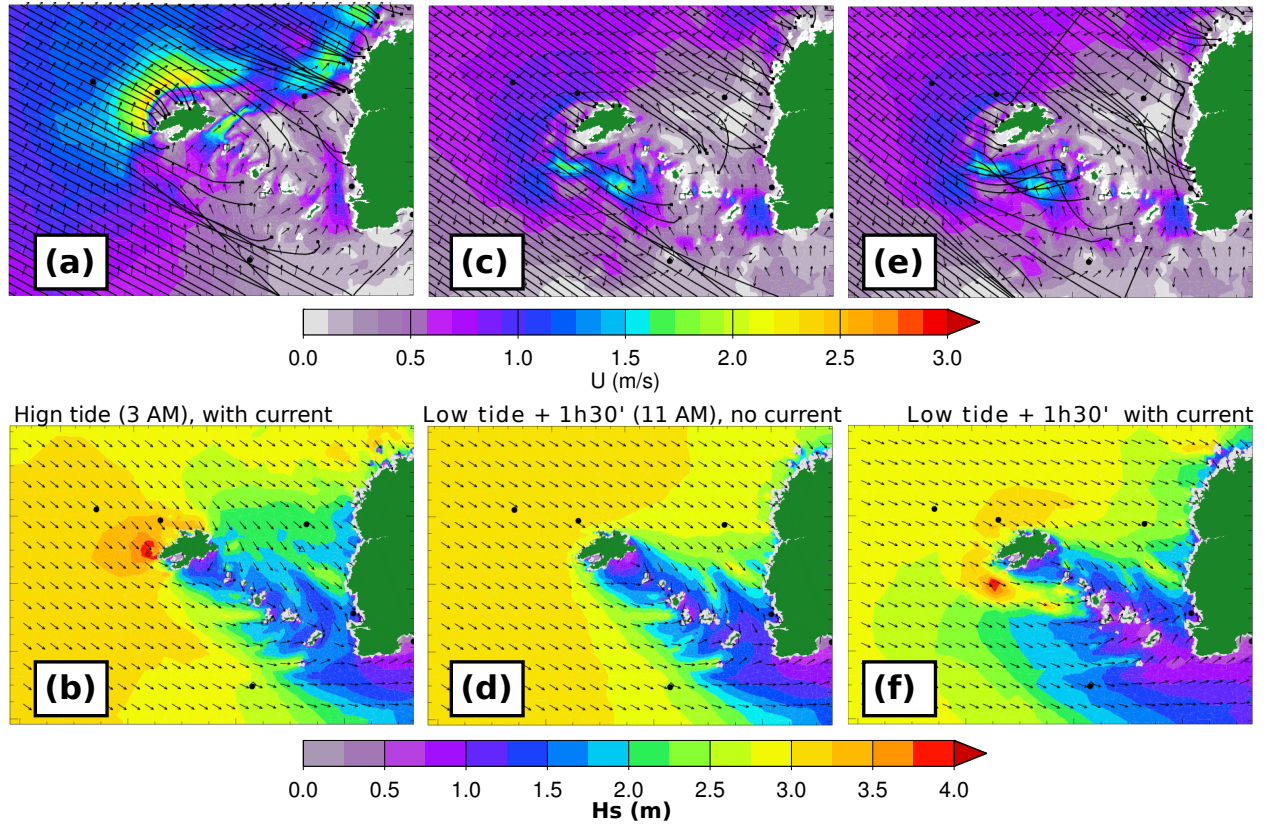 (a)
(c)
(e)
0.0 0.5 1.0 1.5 2.0 2.5 3.0
U (m/s)
Hign tide (3 AM), with current
Low tide + 1h30' (11 AM), no current
Low tide + 1h30' with current
(b)
(d)
(f)
0.0 0.5 1.0 1.5 2.0 2.5 3.0 3.5 4.0
Hs (m)